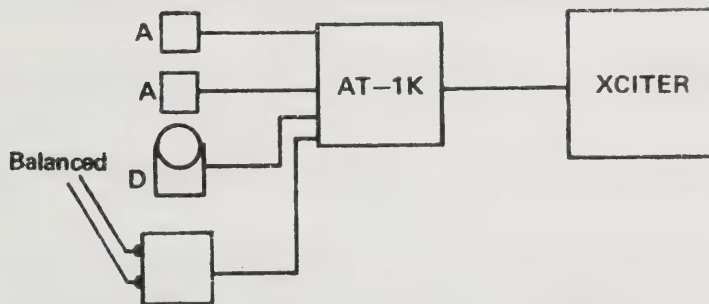 A
A
AT-1K
XCITER
Balanced
D